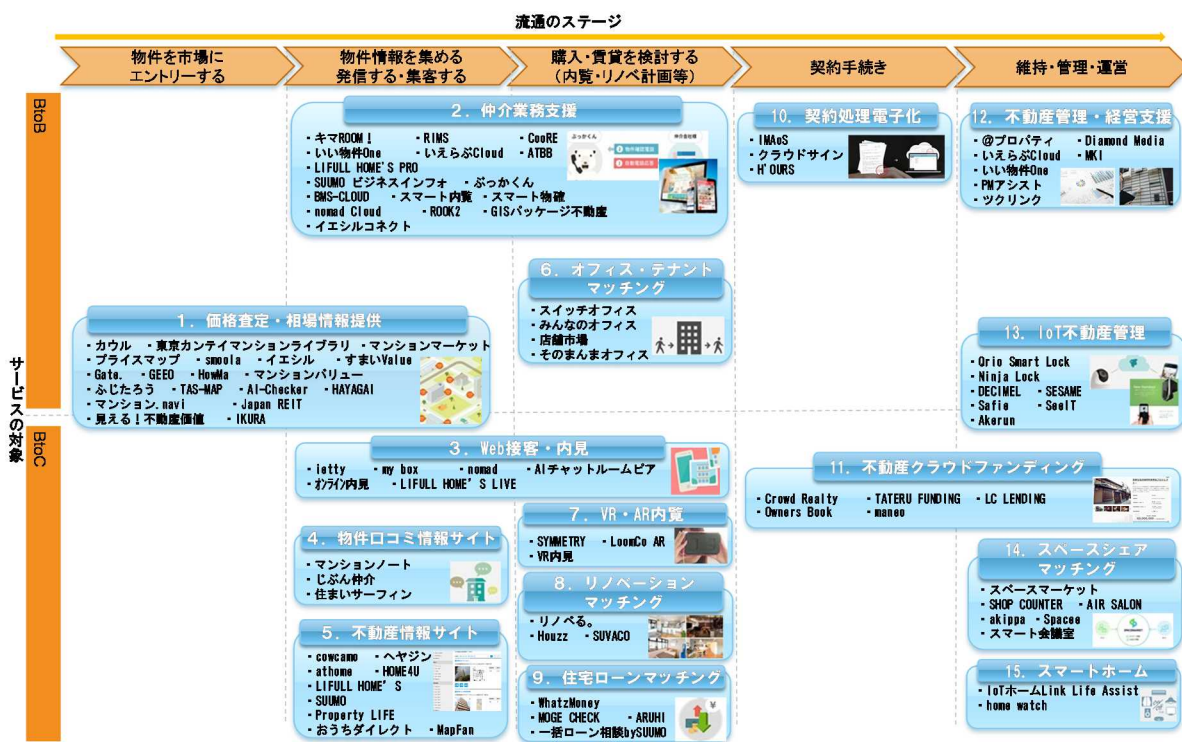 流通のステージ
物件を市場に
エントリーする
物件情報を集める
発信する・集客する
購入・賃貸を検討する
(内覧・リノベ計画等)
契約手続き
維持・管理・運営
サービスの対象
BtoB
BtoC
1. 価格査定・相場情報提供
・カウル ・東京カンテイマンションライブラリ ・マンションマーケット
・プライスマップ ・smoola ・イエシル ・すまいValue
・Gate.i ・GEEO ・HowMa ・マンションバリュー
・ふじたろう ・TAS-MAP ・AI-Checker ・HAYAGAI
・マンション.navi ・Japan REIT
・見える!不動産価値 ・IKURA
2. 仲介業務支援
・キマROOM! ・RIMS ・CooRE
・いい物件One ・いえらぶCloud ・ATBB
・LIFULL HOME'S PRO
・SUUMO ビジネスインフォ ・ぶっかくん
・BMS-CLOUD ・スマート内覧 ・スマート物確
・nomad Cloud ・ROOK2 ・GISパッケージ不動産
・イエシルコネクト
ぶっかくん
仲介会社様
物件確認電話
自動電話応答
3. Web接客・内見
・ietty ・my box ・nomad ・AIチャットルームピア
・オンライン内見 ・LIFULL HOME'S LIVE
4. 物件口コミ情報サイト
・マンションノート
・じぶん仲介
・住まいサーフィン
5. 不動産情報サイト
・cowcamo ・ヘヤジン
・athome ・HOME4U
・LIFULL HOME'S
・SUUMO
・Property LIFE
・おうちダイレクト ・MapFan
6. オフィス・テナント
マッチング
・スイッチオフィス
・みんなのオフィス
・店舗市場
・そのまんまオフィス
7. VR・AR内覧
・SYMMETRY ・LoomCo AR
・VR内見
8. リノベーション
マッチング
・リノベる。
・Houzz ・SUVACO
9. 住宅ローンマッチング
・WhatzMoney
・MOGE CHECK ・ARUHI
・一括ローン相談bySUUMO
10. 契約処理電子化
・IMAoS
・クラウドサイン
・H'OURS
11. 不動産クラウドファンディング
・Crowd Realty ・TATERU FUNDING ・LC LENDING
・Owners Book ・maneo
12. 不動産管理・経営支援
・@プロパティ ・Diamond Media
・いえらぶCloud ・MKI
・いい物件One
・PMアシスト
・ツクリンク
13. IoT不動産管理
・Qrio Smart Lock
・Ninja Lock
・DECIMEL ・SESAME
・Safie ・SeeIT
・Akerun
14. スペースシェア
マッチング
・スペースマーケット
・SHOP COUNTER ・AIR SALON
・akippa ・Spacee
・スマート会議室
15. スマートホーム
・IoTホームLink Life Assist
・home watch